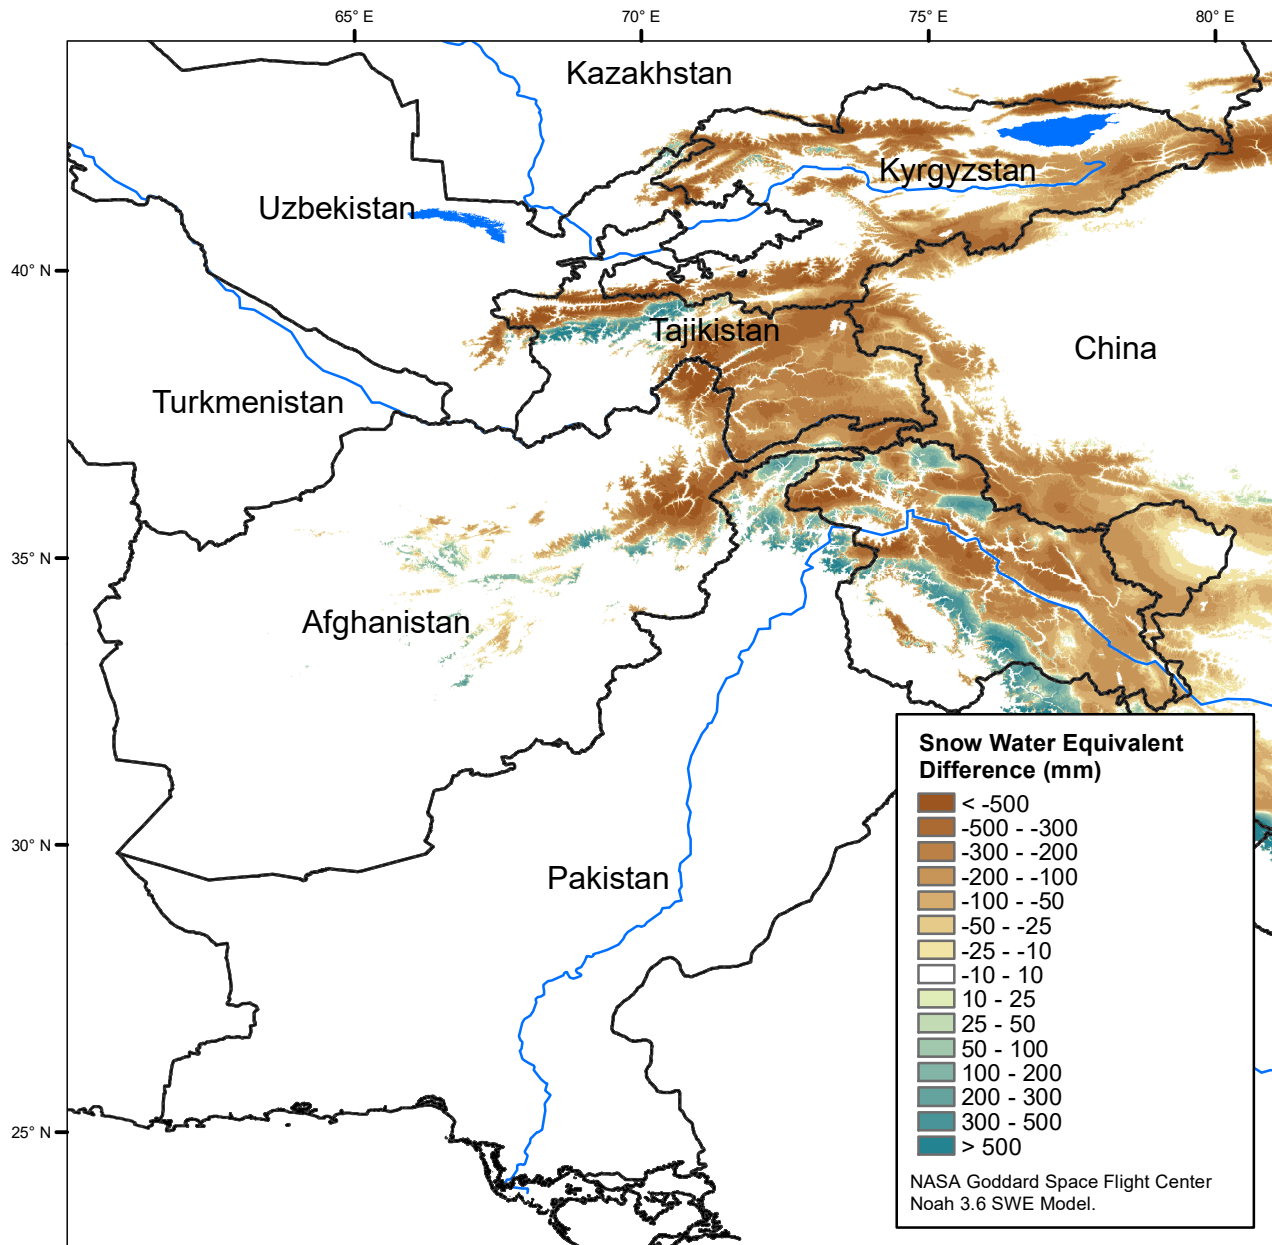 65° E
70° E
75° E
80° E
Kazakhstan
Kyrgyzstan
Uzbekistan
40° N
Tajikistan
China
Turkmenistan
35° N
Afghanistan
Snow Water Equivalent
Difference (mm)
< -500
-500 - -300
-300 - -200
-200 - -100
-100 - -50
-50 - -25
-25 - -10
-10 - 10
10 - 25
25 - 50
50 - 100
100 - 200
200 - 300
300 - 500
> 500
NASA Goddard Space Flight Center
Noah 3.6 SWE Model.
30° N
Pakistan
25° N